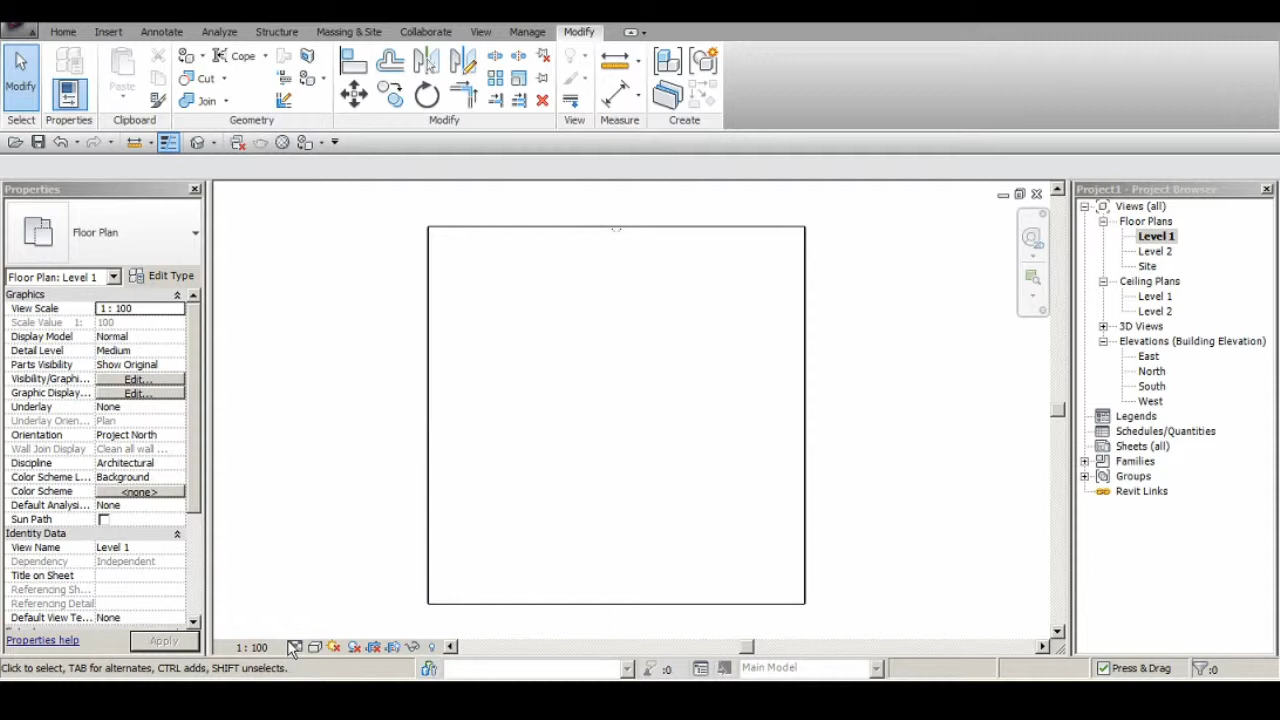 Home Insert Annotate Analyze Structure Massing & Site Collaborate View Manage Modify
Modify Paste Cope Cut Join
Select Properties Clipboard Geometry Modify View Measure Create
Properties
Floor Plan
Floor Plan: Level 1 Edit Type
Graphics
View Scale 1 : 100
Scale Value 1: 100
Display Model Normal
Detail Level Medium
Parts Visibility Show Original
Visibility/Graphi... Edit...
Graphic Display... Edit...
Underlay None
Underlay Orien... Plan
Orientation Project North
Wall Join Display Clean all wall ...
Discipline Architectural
Color Scheme L... Background
Color Scheme <none>
Default Analysi... None
Sun Path
Identity Data
View Name Level 1
Dependency Independent
Title on Sheet
Referencing Sh...
Referencing Detail
Default View Te... None
Properties help Apply
1 : 100
Click to select, TAB for alternates, CTRL adds, SHIFT unselects.
:0 Main Model Press & Drag :0
Project1 - Project Browser
Views (all)
Floor Plans
Level 1
Level 2
Site
Ceiling Plans
Level 1
Level 2
3D Views
Elevations (Building Elevation)
East
North
South
West
Legends
Schedules/Quantities
Sheets (all)
Families
Groups
Revit Links